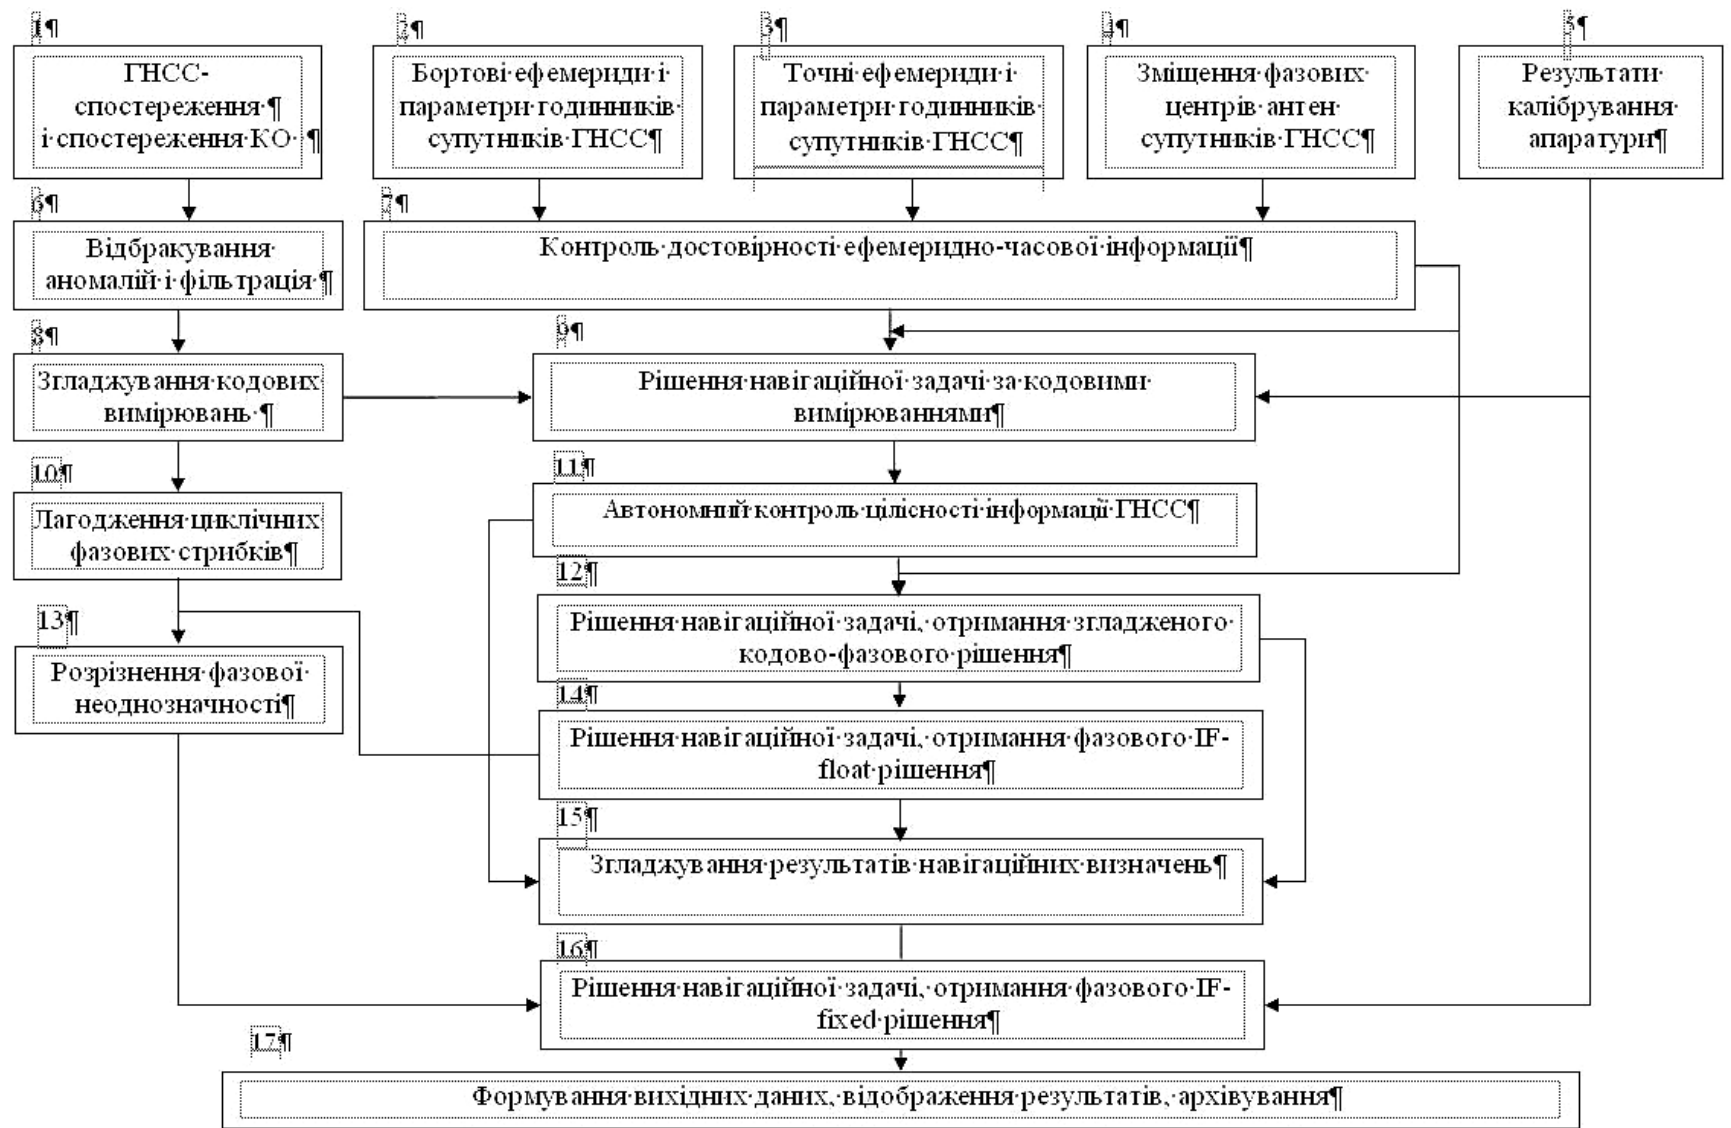 1¶
ГНСС-
спостереження·¶
і·спостереження·КО··¶
2¶
Бортові·ефемериди·і·
параметри·годинників·
супутників·ГНСС¶
3¶
Точні·ефемериди·і·
параметри·годинників·
супутників·ГНСС¶
4¶
Зміщення·фазових·
центрів·антен·
супутників·ГНСС¶
5¶
Результати·
калібрування·
апаратури¶
6¶
Відбракування·
аномалій·і·фільтрація·¶
7¶
Контроль·достовірності·ефемеридно-часової·інформації¶
8¶
Згладжування·кодових·
вимірювань·¶
9¶
Рішення·навігаційної·задачі·за·кодовими·
вимірюваннями¶
10¶
Лагодження·циклічних·
фазових·стрибків¶
11¶
Автономний·контроль·цілісності·інформації·ГНСС¶
12¶
Рішення·навігаційної·задачі,·отримання·згладженого·
кодово-фазового·рішення¶
13¶
Розрізнення·фазової·
неоднозначності¶
14¶
Рішення·навігаційної·задачі,·отримання·фазового·IF-
float·рішення¶
15¶
Згладжування·результатів·навігаційних·визначень¶
16¶
Рішення·навігаційної·задачі,·отримання·фазового·IF-
fixed·рішення¶
17¶
Формування·вихідних·даних,·відображення·результатів,·архівування¶